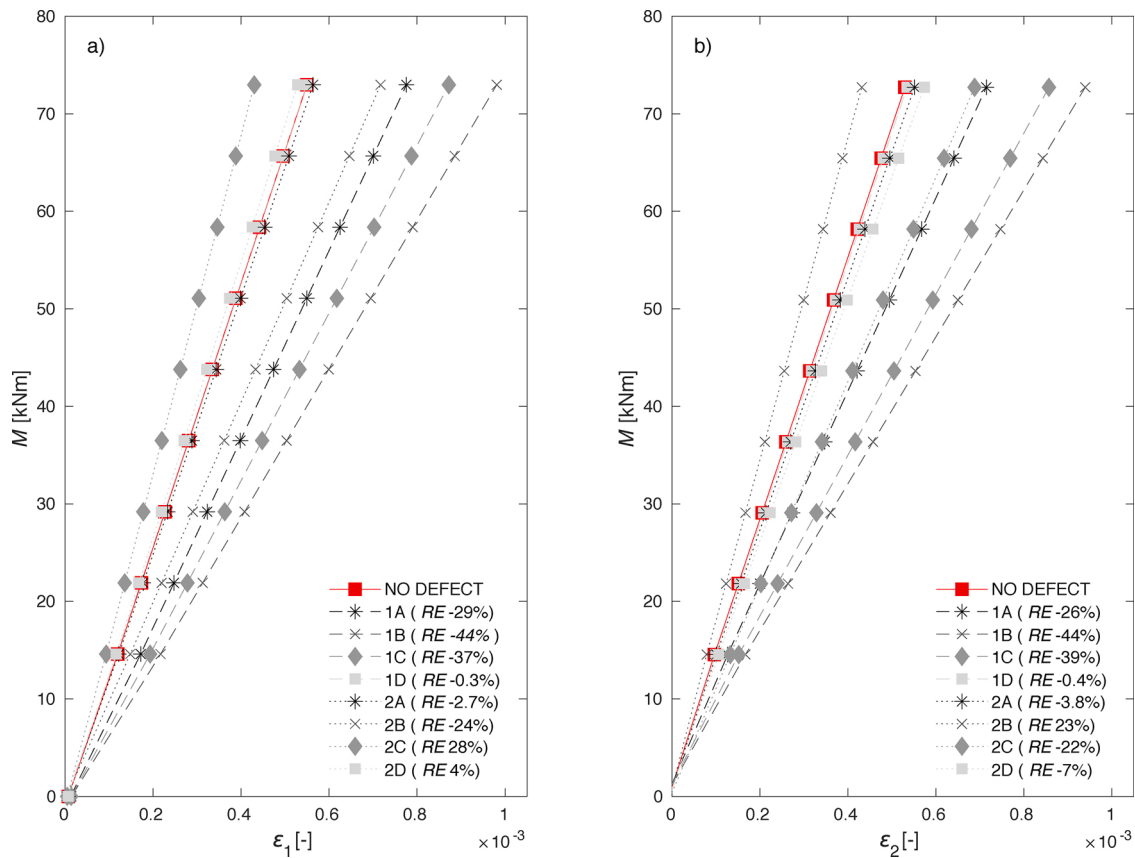 a)
80
70
60
50
40
30
20
10
0
M [kNm]
NO DEFECT
1A ( RE -29%)
1B ( RE -44%)
1C ( RE -37%)
1D ( RE -0.3%)
2A ( RE -2.7%)
2B ( RE -24%)
2C ( RE 28%)
2D ( RE 4%)
0 0.2 0.4 0.6 0.8 1
× 10⁻³
ε₁[-]
b)
80
70
60
50
40
30
20
10
0
M [kNm]
NO DEFECT
1A ( RE -26%)
1B ( RE -44%)
1C ( RE -39%)
1D ( RE -0.4%)
2A ( RE -3.8%)
2B ( RE 23%)
2C ( RE -22%)
2D ( RE -7%)
0 0.2 0.4 0.6 0.8 1
× 10⁻³
ε₂[-]